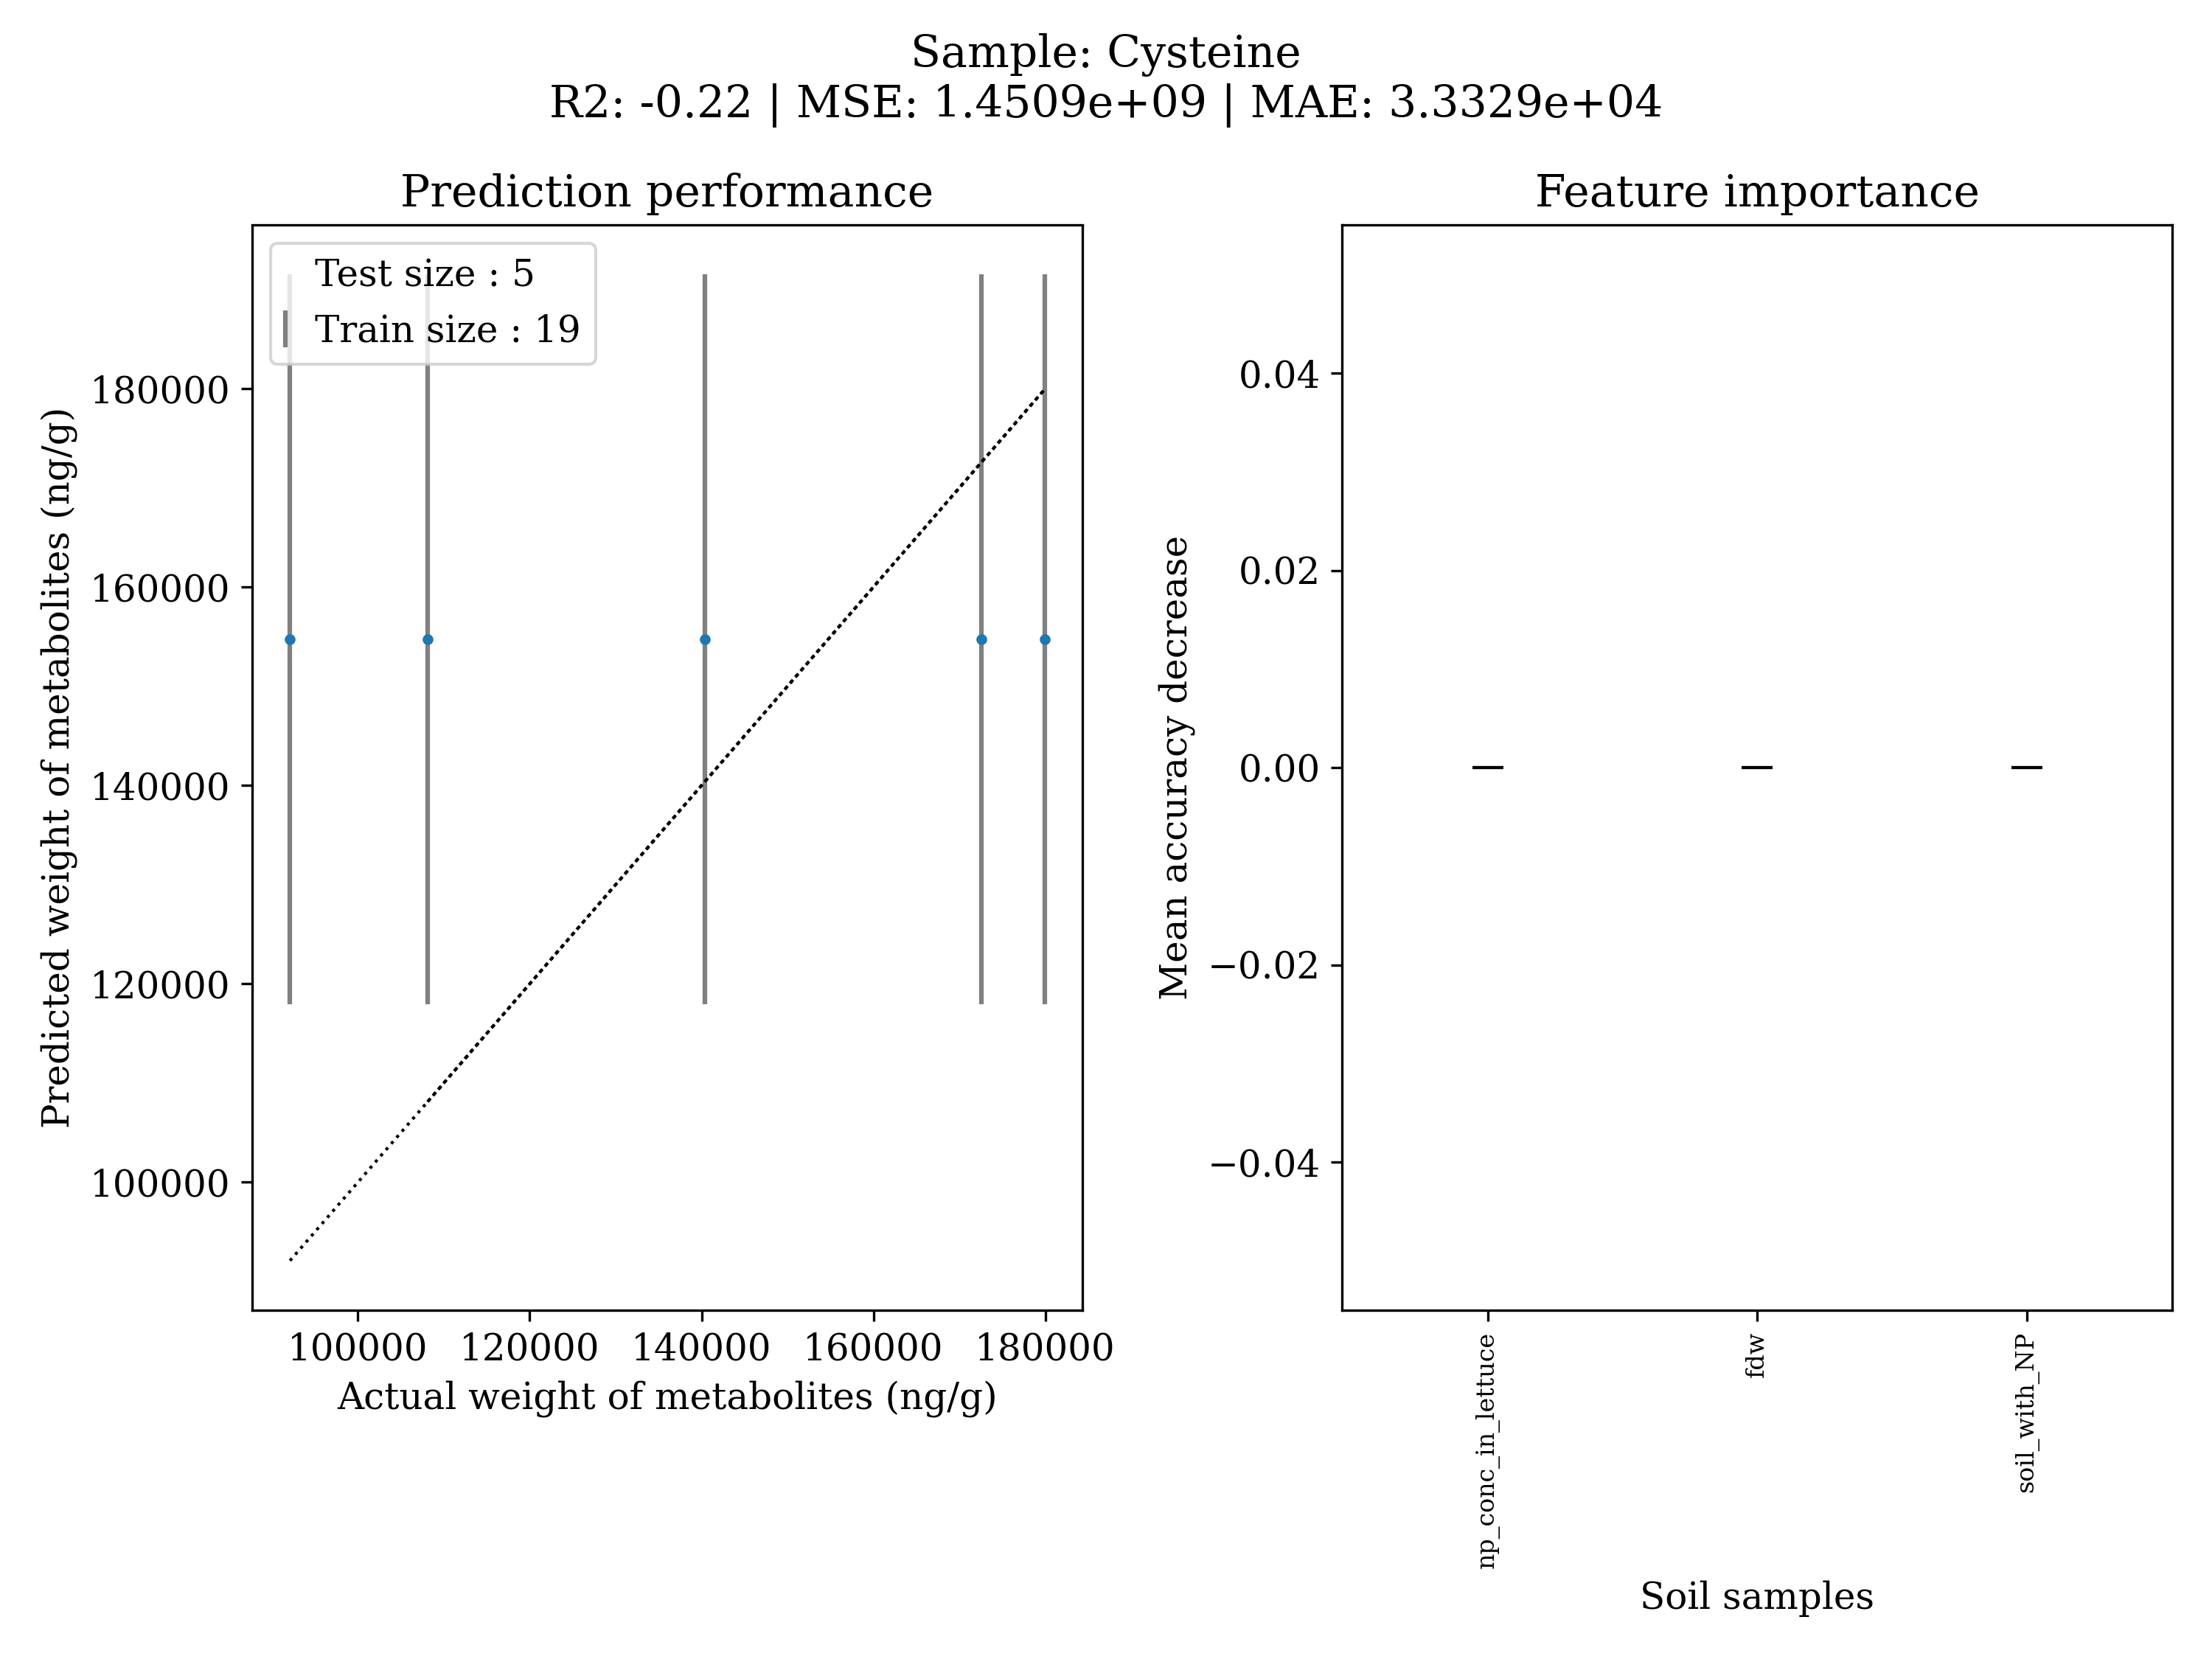 Sample: Cysteine
R2: -0.22 | MSE: 1.4509e+09 | MAE: 3.3329e+04
Prediction performance
Test size : 5
Train size : 19
Predicted weight of metabolites (ng/g)
180000
160000
140000
120000
100000
100000 120000 140000 160000 180000
Actual weight of metabolites (ng/g)
Feature importance
Mean accuracy decrease
0.04
0.02
0.00
−0.02
−0.04
np_conc_in_lettuce
fdw
soil_with_NP
Soil samples